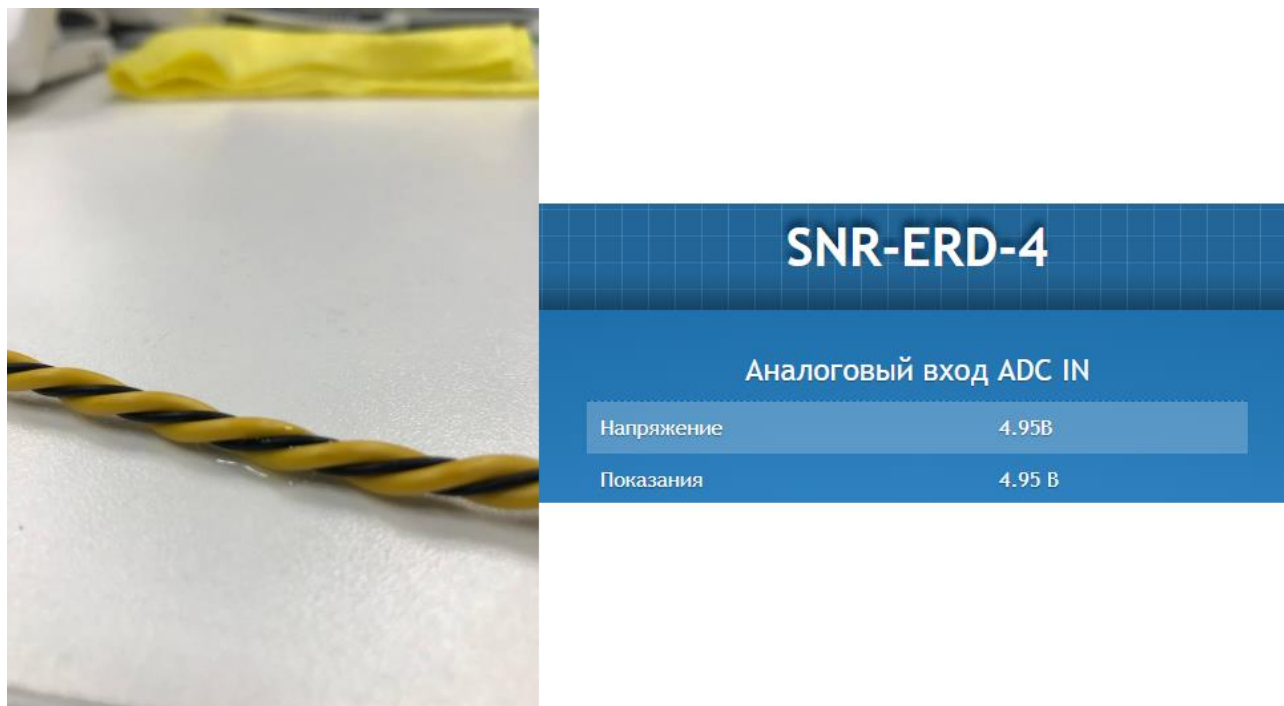 SNR-ERD-4
Аналоговый вход ADC IN
Напряжение 4.95В
Показания 4.95 В